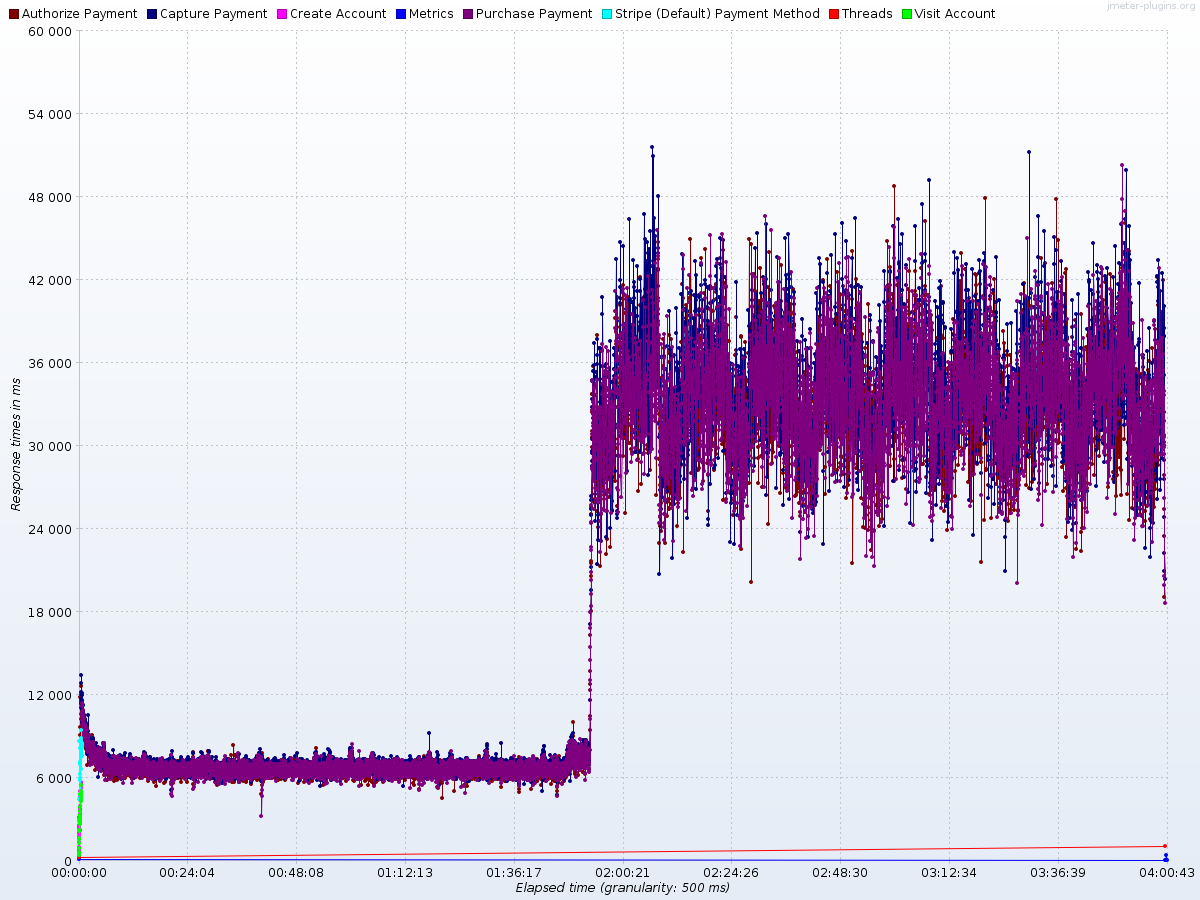 Authorize Payment Capture Payment Create Account Metrics Purchase Payment Stripe (Default) Payment Method Threads Visit Account
jmeter-plugins.org
60 000
54 000
48 000
42 000
36 000
30 000
24 000
18 000
12 000
6 000
0
Response times in ms
00:00:00 00:24:04 00:48:08 01:12:13 01:36:17 02:00:21 02:24:26 02:48:30 03:12:34 03:36:39 04:00:43
Elapsed time (granularity: 500 ms)